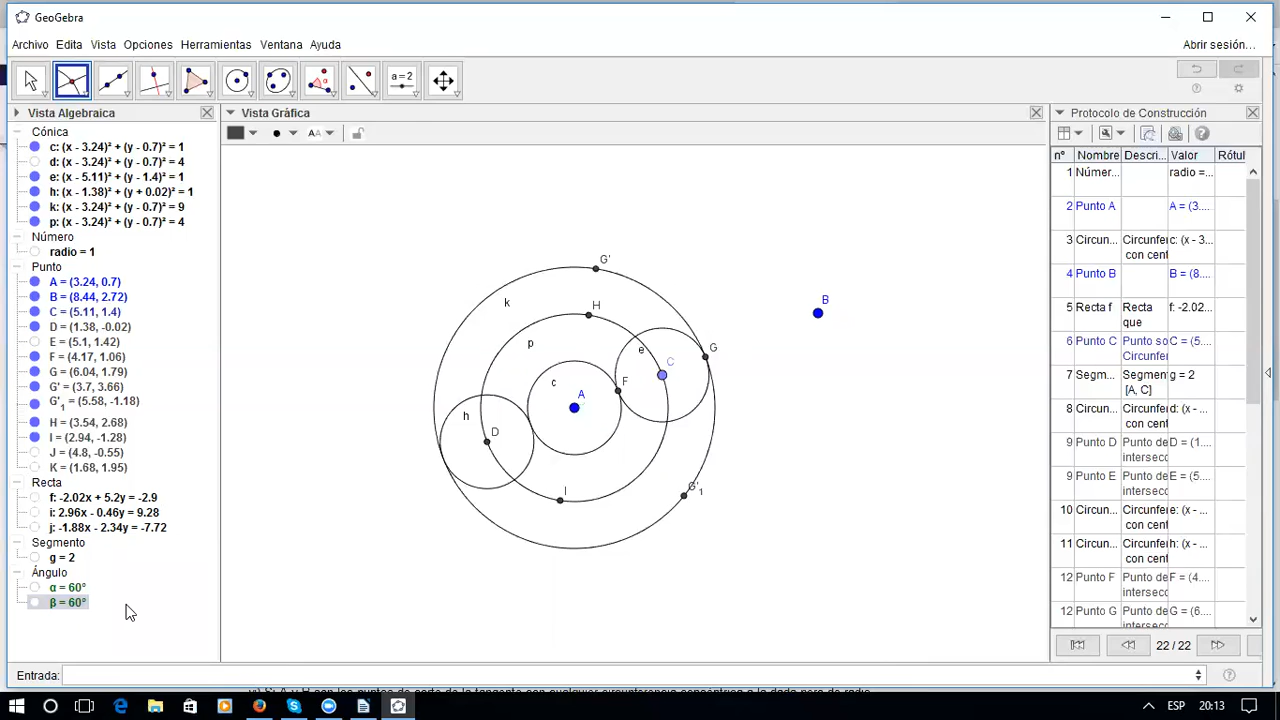 GeoGebra
Archivo Edita Vista Opciones Herramientas Ventana Ayuda
Abrir sesión...
a = 2
Vista Algebraica
Vista Gráfica
Protocolo de Construcción
AA
Cónica
c: (x - 3.24)² + (y - 0.7)² = 1
d: (x - 3.24)² + (y - 0.7)² = 4
e: (x - 5.11)² + (y - 1.4)² = 1
h: (x - 1.38)² + (y + 0.02)² = 1
k: (x - 3.24)² + (y - 0.7)² = 9
p: (x - 3.24)² + (y - 0.7)² = 4
Número
radio = 1
Punto
A = (3.24, 0.7)
B = (8.44, 2.72)
C = (5.11, 1.4)
D = (1.38, -0.02)
E = (5.1, 1.42)
F = (4.17, 1.06)
G = (6.04, 1.79)
G' = (3.7, 3.66)
G'₁ = (5.58, -1.18)
H = (3.54, 2.68)
I = (2.94, -1.28)
J = (4.8, -0.55)
K = (1.68, 1.95)
Recta
f: -2.02x + 5.2y = -2.9
i: 2.96x - 0.46y = 9.28
j: -1.88x - 2.34y = -7.72
Segmento
g = 2
Ángulo
α = 60°
β = 60°
G'
k
H
B
p
e
G
C
c
F
A
h
D
I
G'₁
nº Nombre Descri... Valor Rótul
1 Númer... radio =...
2 Punto A A = (3....
3 Circun... Circunfer c: (x - 3...
con cent
4 Punto B B = (8....
5 Recta f Recta f: -2.02...
que
6 Punto C Punto so C = (5....
Circunfer
7 Segm... Segmen g = 2
[A, C]
8 Circun... Circunfer d: (x - ...
con cent
9 Punto D Punto de D = (1....
intersecc
9 Punto E Punto de E = (5....
intersecc
10 Circun... Circunfer e: (x - ...
con cent
11 Circun... Circunfer h: (x - ...
con cent
12 Punto F Punto de F = (4....
intersecc
12 Punto G Punto de G = (6....
intersecc
22 / 22
Entrada:
ESP 20:13